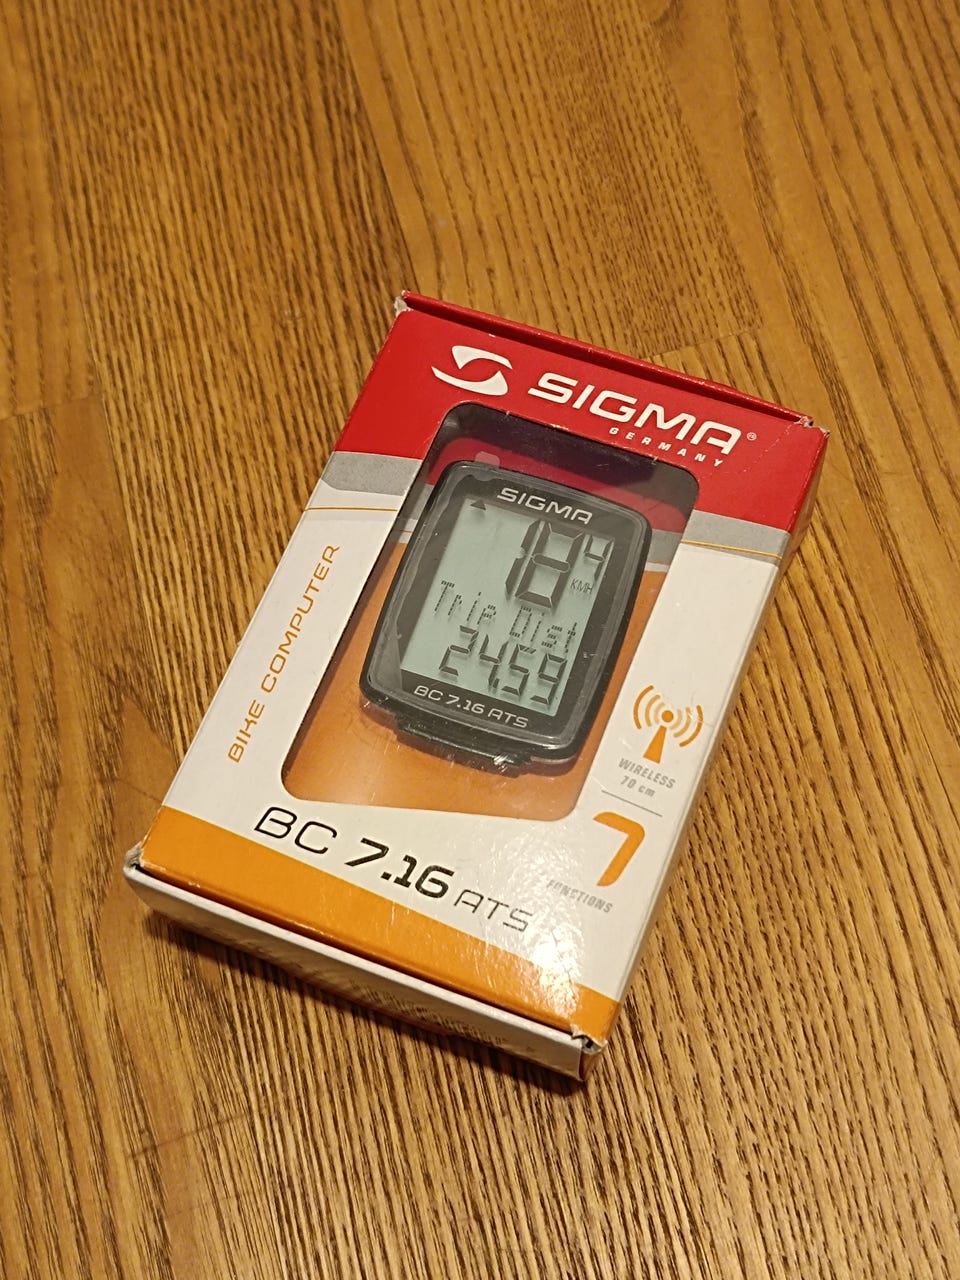 SIGMA®
GERMANY
SIGMA
18 4
KMH
Trip Dist
24.59
BC 7.16 ATS
BIKE COMPUTER
WIRELESS
70 cm
7
FUNCTIONS
BC 7.16 ATS